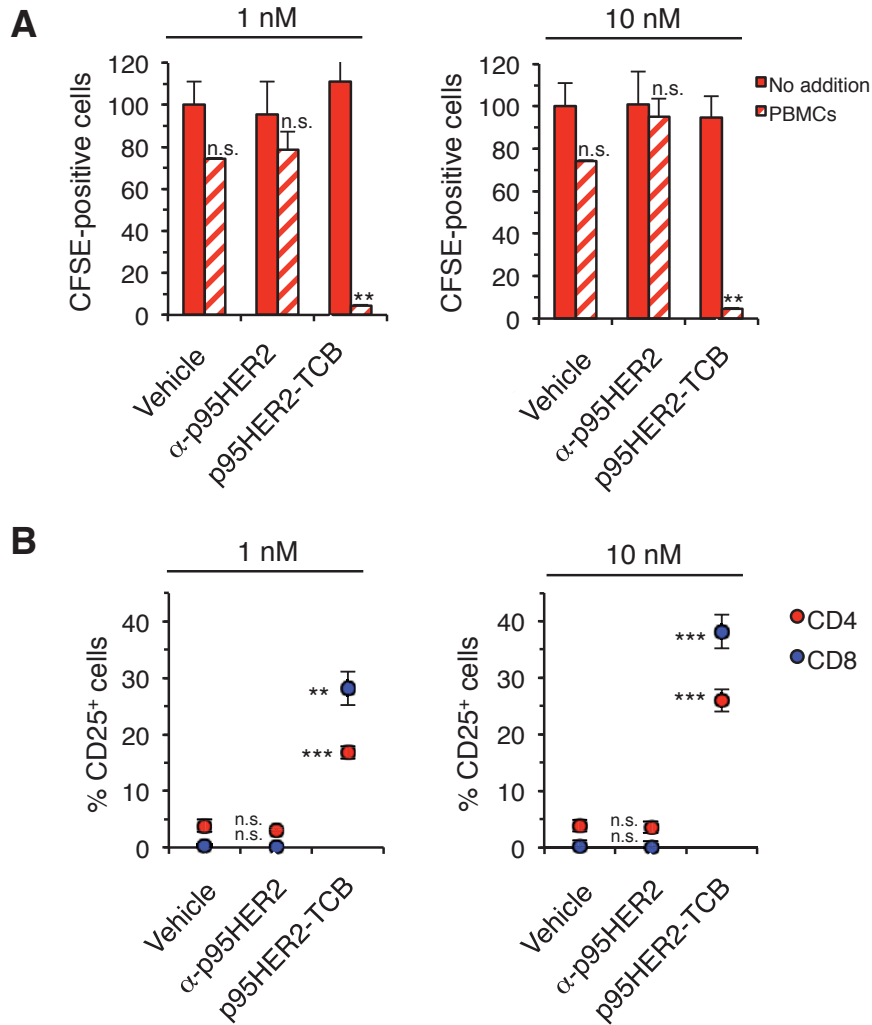 A
1 nM
CFSE-positive cells
120
100
80
60
40
20
0
n.s.
n.s.
**
Vehicle
α-p95HER2
p95HER2-TCB
10 nM
CFSE-positive cells
120
100
80
60
40
20
0
n.s.
n.s.
**
Vehicle
α-p95HER2
p95HER2-TCB
No addition
PBMCs
B
1 nM
% CD25⁺ cells
40
30
20
10
0
n.s.
n.s.
**
***
Vehicle
α-p95HER2
p95HER2-TCB
10 nM
% CD25⁺ cells
40
30
20
10
0
n.s.
n.s.
***
***
Vehicle
α-p95HER2
p95HER2-TCB
CD4
CD8